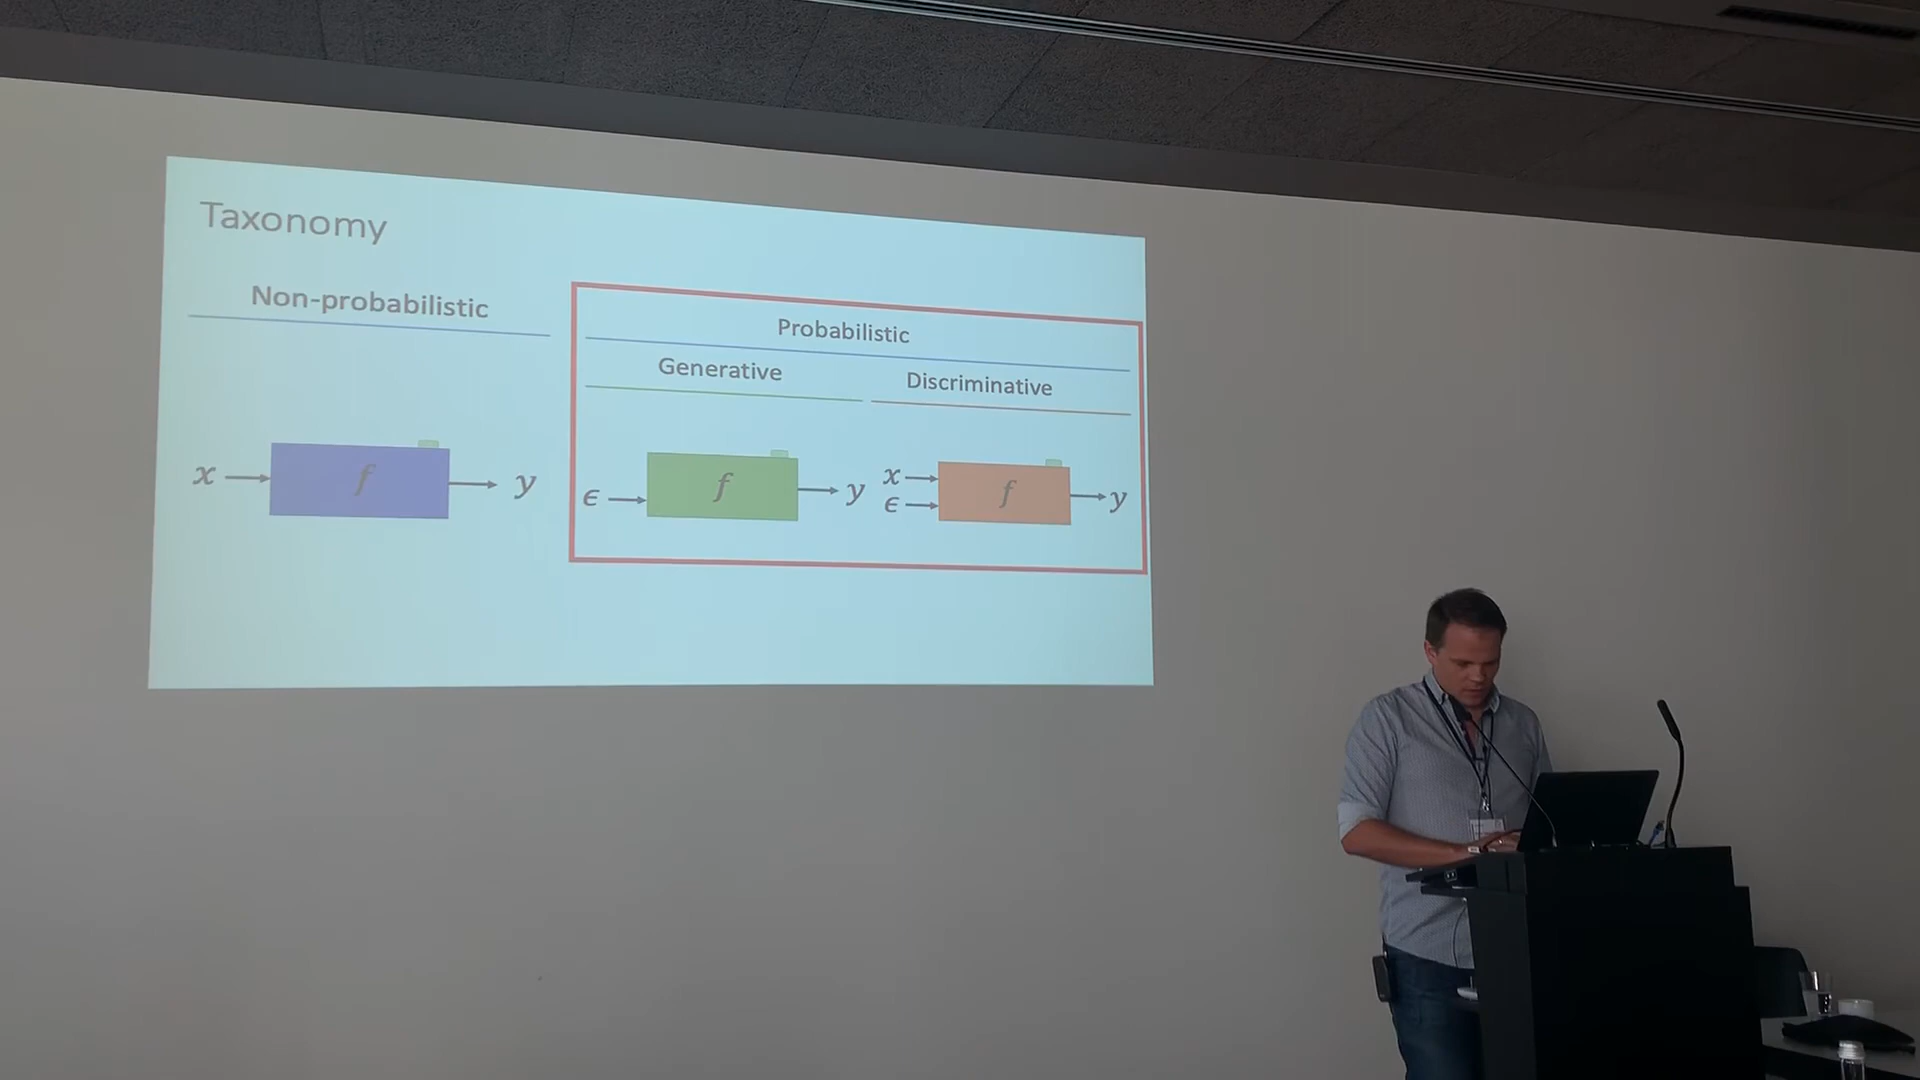 Taxonomy
Non-probabilistic
Probabilistic
Generative
Discriminative
x f y
ϵ f y
x
ϵ f y